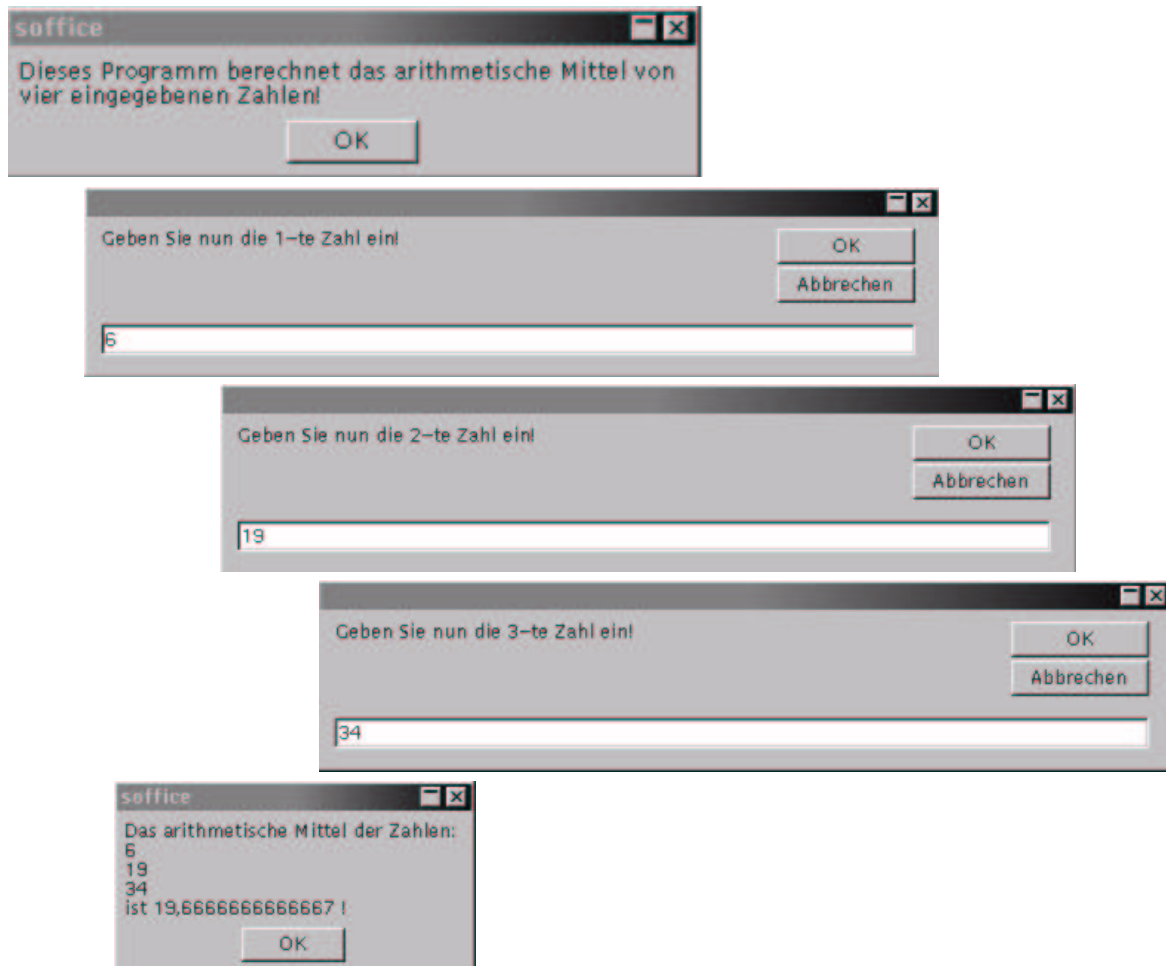 soffice
Dieses Programm berechnet das arithmetische Mittel von
vier eingegebenen Zahlen!
OK
Geben Sie nun die 1-te Zahl ein!
OK
Abbrechen
6
Geben Sie nun die 2-te Zahl ein!
OK
Abbrechen
19
Geben Sie nun die 3-te Zahl ein!
OK
Abbrechen
34
soffice
Das arithmetische Mittel der Zahlen:
6
19
34
ist 19,6666666666667 !
OK